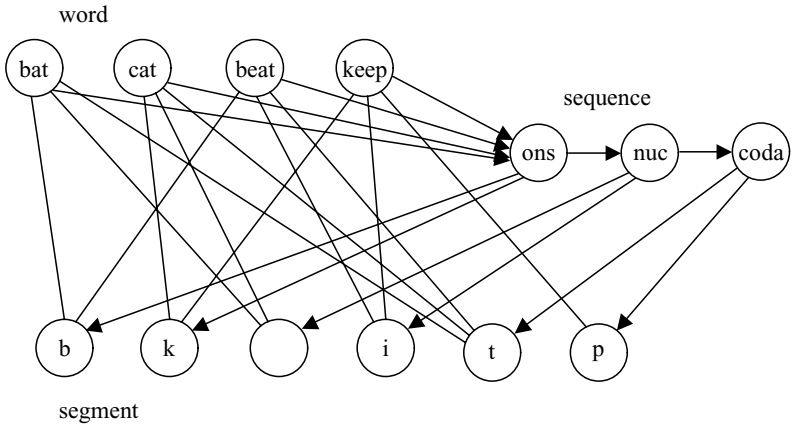 word
bat cat beat keep
sequence
ons nuc coda
b k i t p
segment